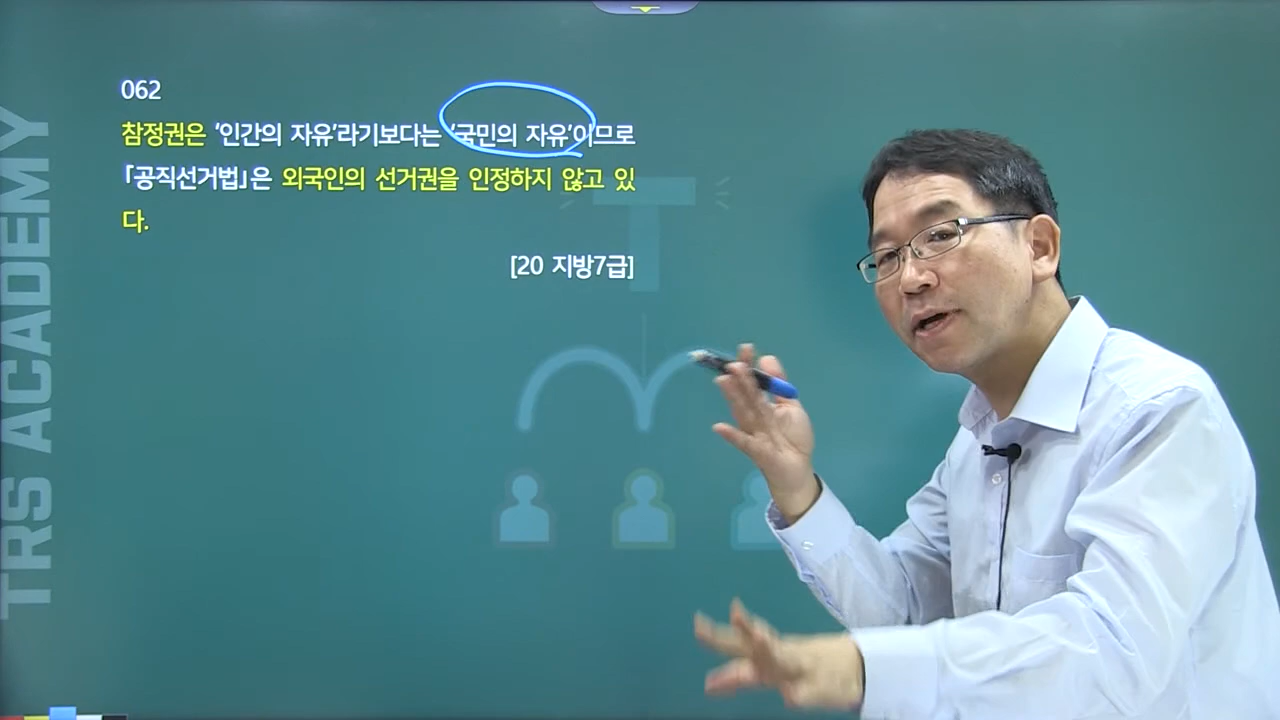 062
참정권은 '인간의 자유'라기보다는 '국민의 자유'이므로
「공직선거법」은 외국인의 선거권을 인정하지 않고 있
다.
[20 지방7급]
TRS ACADEMY